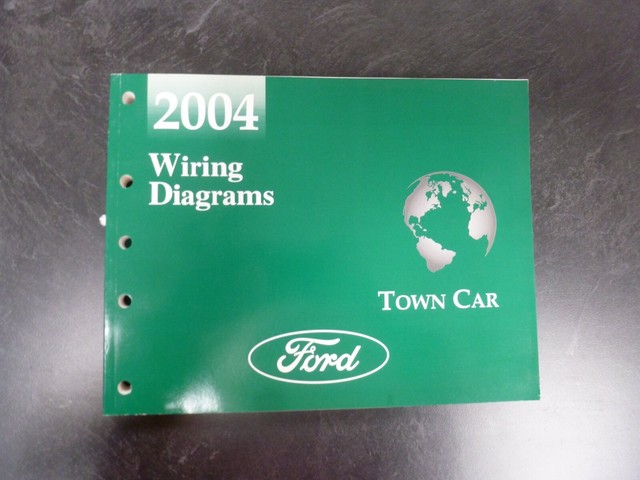 2004
Wiring
Diagrams
TOWN CAR
Ford